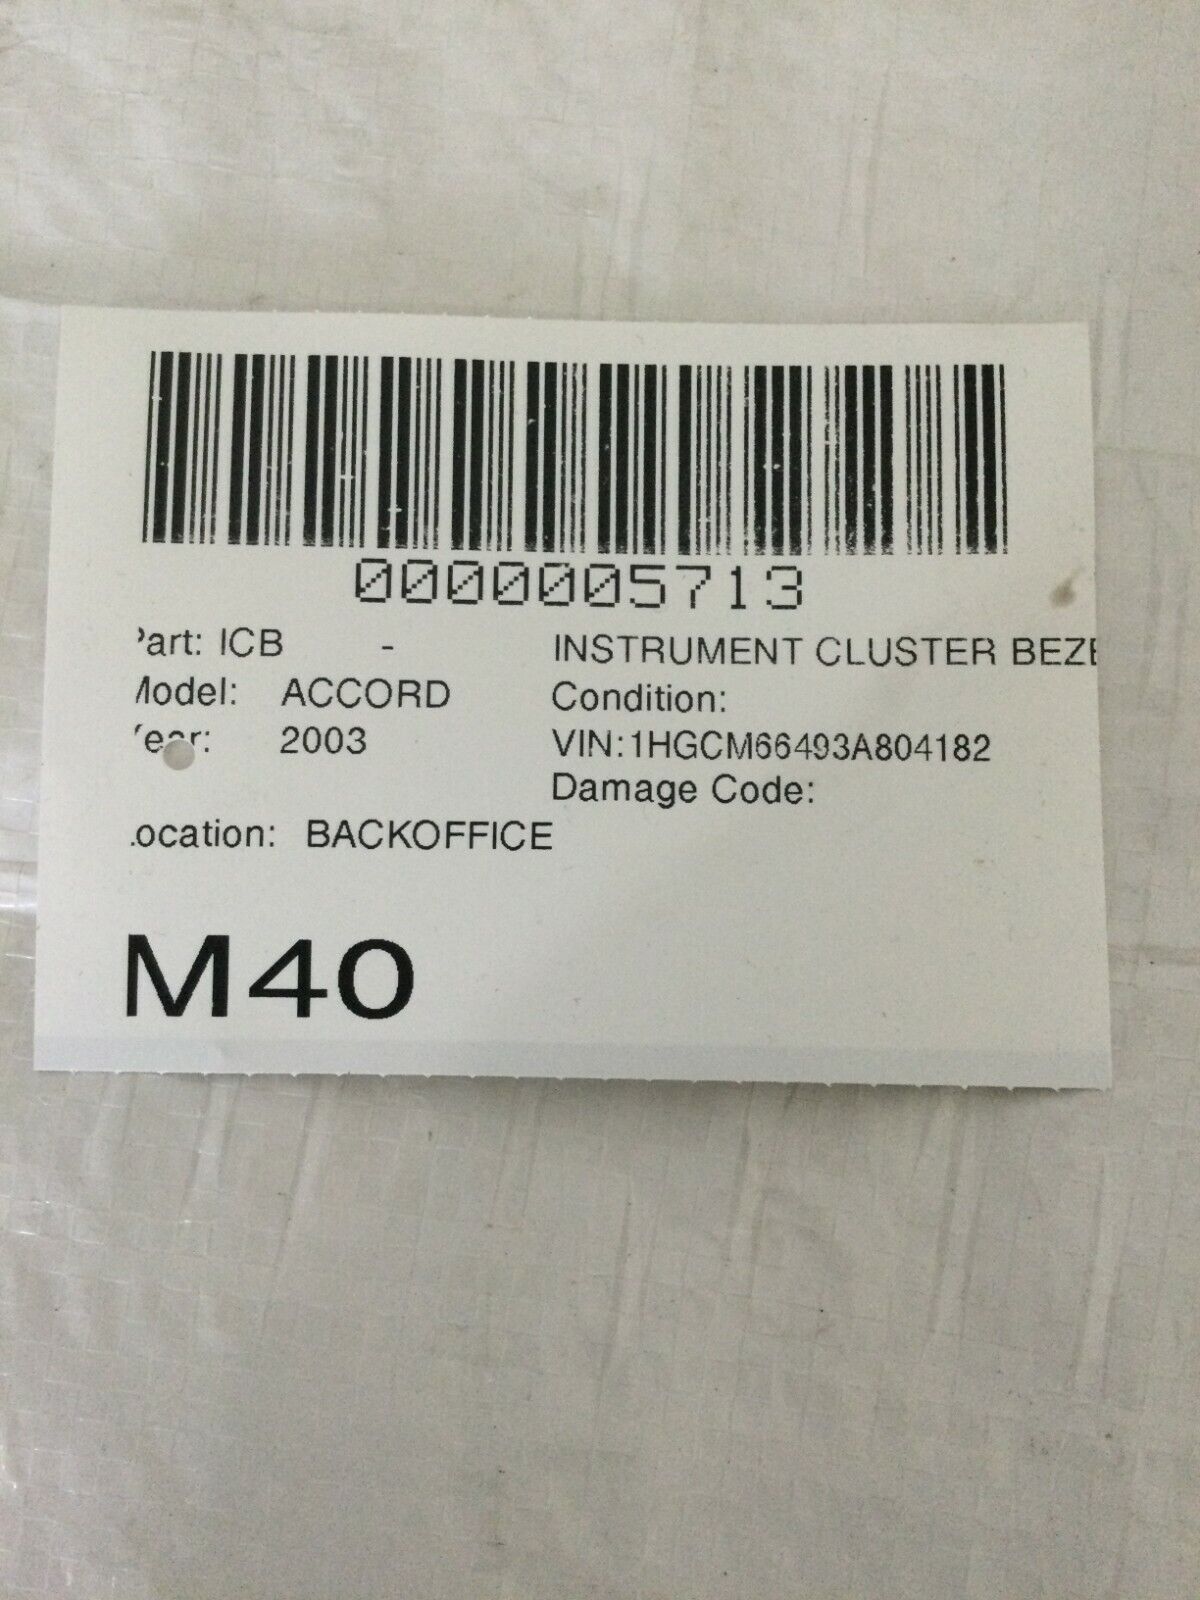 0000005713
Part: ICB - INSTRUMENT CLUSTER BEZE
Model: ACCORD Condition:
Year: 2003 VIN:1HGCM66493A804182
Damage Code:
Location: BACKOFFICE
M40